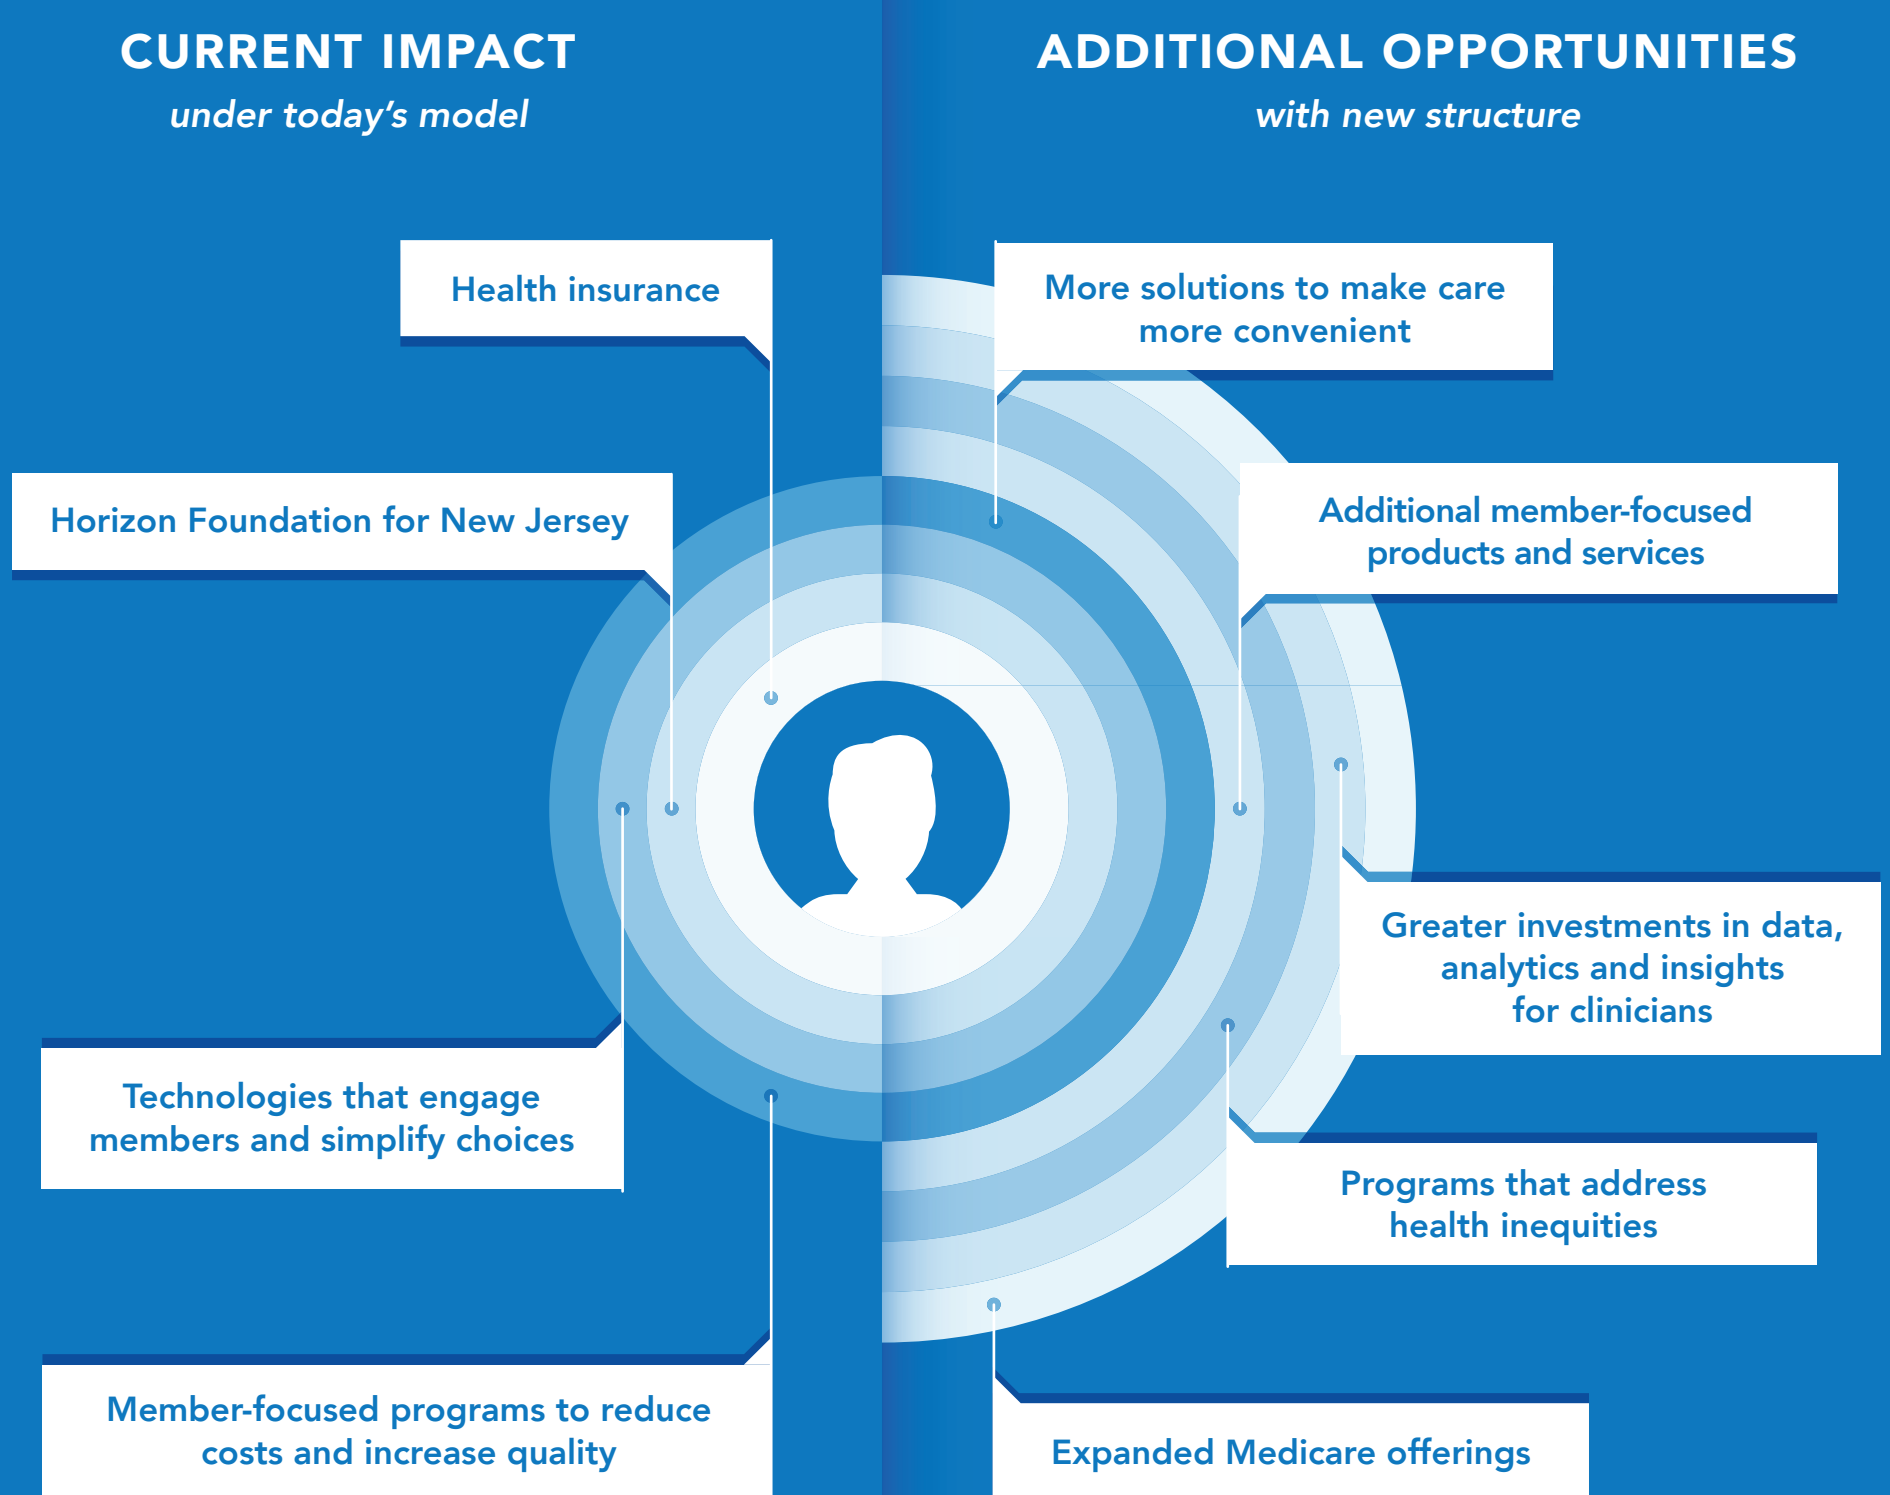 CURRENT IMPACT
under today's model
Health insurance
Horizon Foundation for New Jersey
Technologies that engage
members and simplify choices
Member-focused programs to reduce
costs and increase quality
ADDITIONAL OPPORTUNITIES
with new structure
More solutions to make care
more convenient
Additional member-focused
products and services
Greater investments in data,
analytics and insights
for clinicians
Programs that address
health inequities
Expanded Medicare offerings